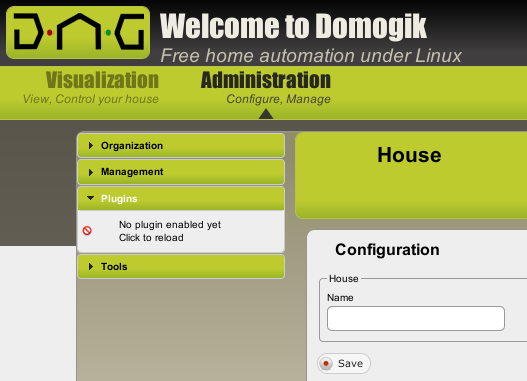 DMG
Welcome to Domogik
Free home automation under Linux
Visualization
View, Control your house
Administration
Configure, Manage
Organization
Management
Plugins
No plugin enabled yet
Click to reload
Tools
House
Configuration
House
Name
Save